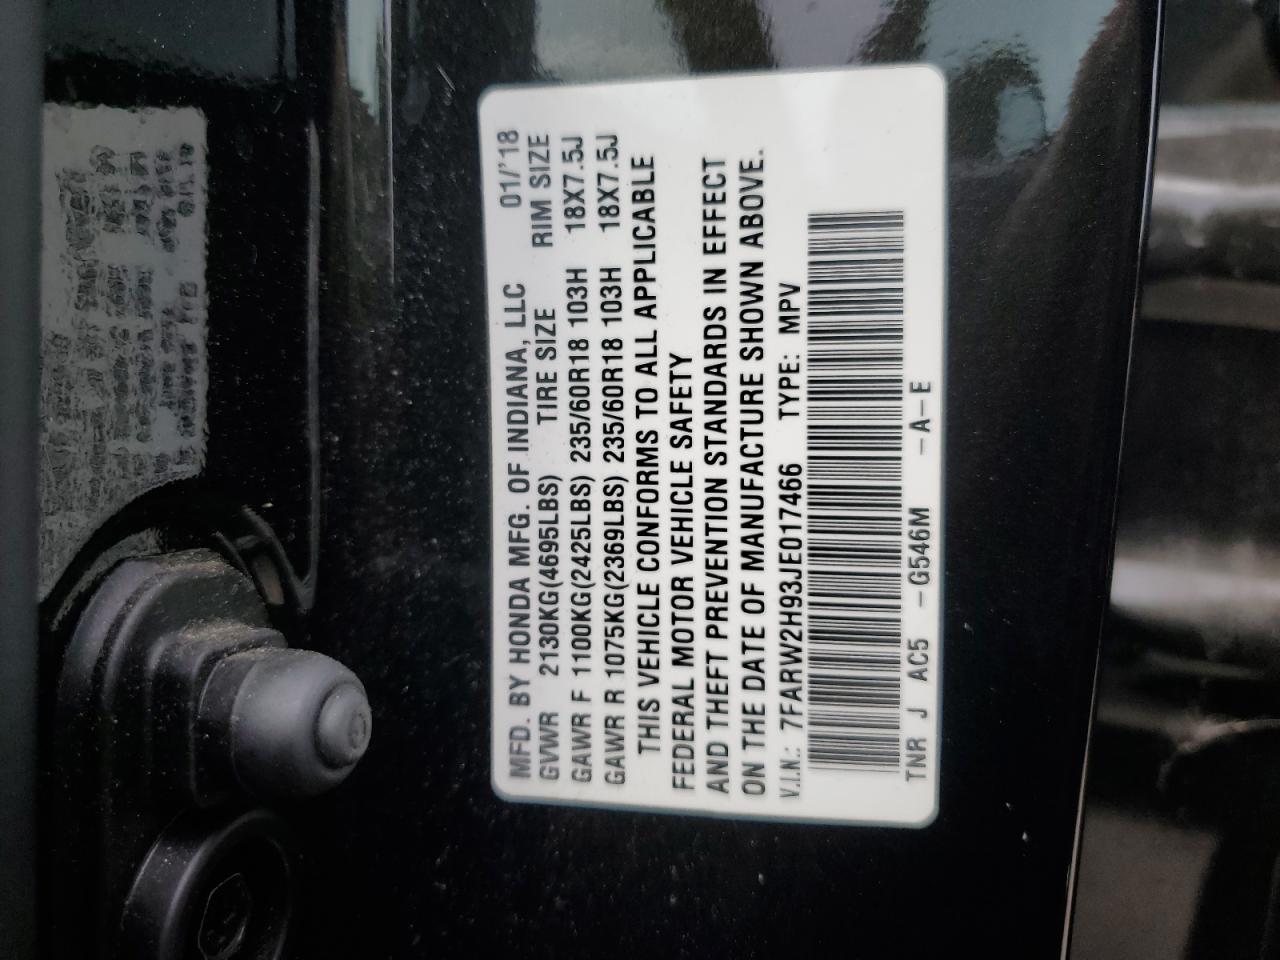 MFD. BY HONDA MFG. OF INDIANA, LLC 01/'18
GVWR 2130KG(4695LBS) TIRE SIZE RIM SIZE
GAWR F 1100KG(2425LBS) 235/60R18 103H 18X7.5J
GAWR R 1075KG(2369LBS) 235/60R18 103H 18X7.5J
THIS VEHICLE CONFORMS TO ALL APPLICABLE
FEDERAL MOTOR VEHICLE SAFETY
AND THEFT PREVENTION STANDARDS IN EFFECT
ON THE DATE OF MANUFACTURE SHOWN ABOVE.
V.I.N.: 7FARW2H93JE017466 TYPE: MPV
TNR J AC5 -G546M -A-E